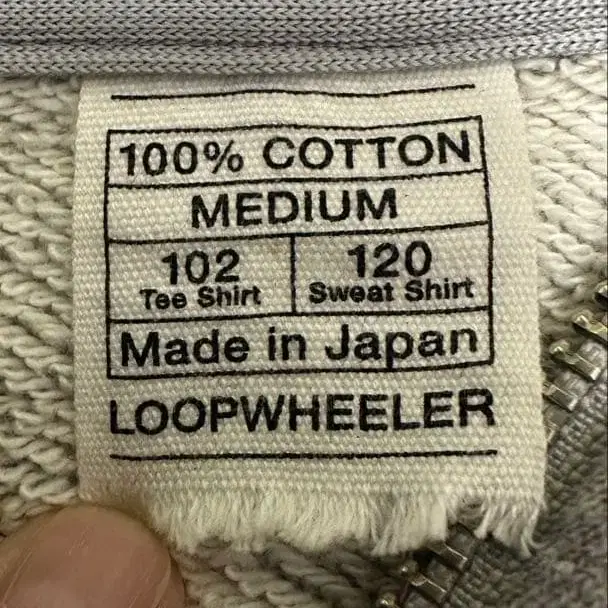 100% COTTON
MEDIUM
102 120
Tee Shirt Sweat Shirt
Made in Japan
LOOPWHEELER